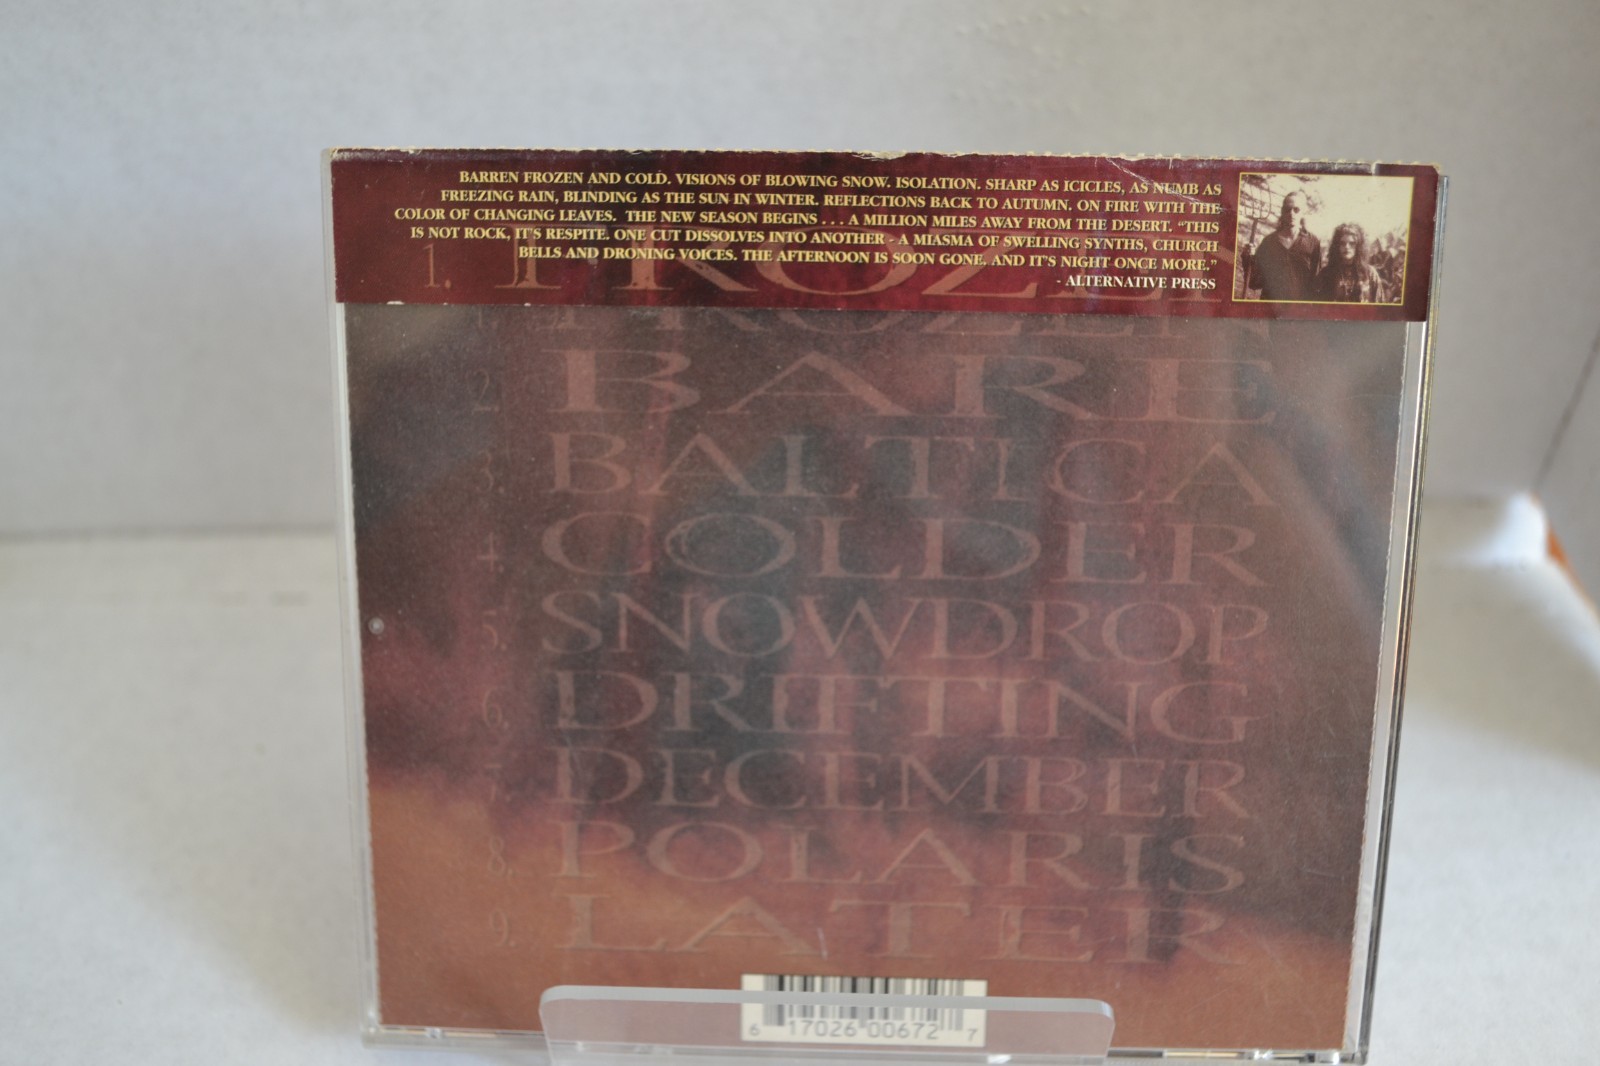 BARREN FROZEN AND COLD. VISIONS OF BLOWING SNOW. ISOLATION. SHARP AS ICICLES, AS NUMB AS
FREEZING RAIN, BLINDING AS THE SUN IN WINTER. REFLECTIONS BACK TO AUTUMN. ON FIRE WITH THE
COLOR OF CHANGING LEAVES. THE NEW SEASON BEGINS . . . A MILLION MILES AWAY FROM THE DESERT. “THIS
IS NOT ROCK, IT'S RESPITE. ONE CUT DISSOLVES INTO ANOTHER - A MIASMA OF SWELLING SYNTHS, CHURCH
BELLS AND DRONING VOICES. THE AFTERNOON IS SOON GONE. AND IT'S NIGHT ONCE MORE.”
- ALTERNATIVE PRESS
1. FROZEN
1. FROZEN
2. BARE
3. BALTICA
4. COLDER
5. SNOWDROP
6. DRIFTING
7. DECEMBER
8. POLARIS
9. LATER
6 17026 00672 7